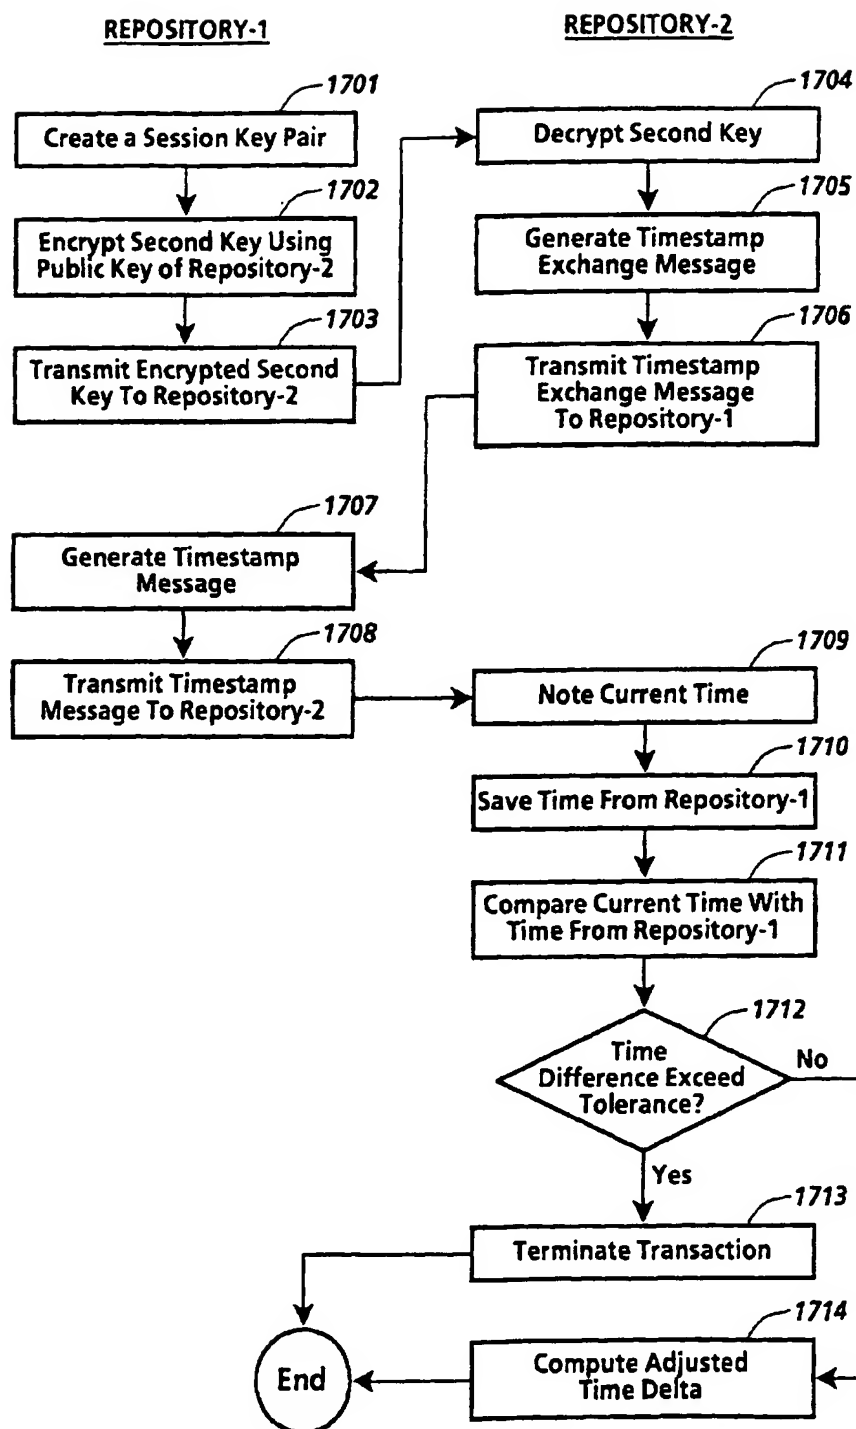 REPOSITORY-1
REPOSITORY-2
1701
Create a Session Key Pair
1702
Encrypt Second Key Using
Public Key of Repository-2
1703
Transmit Encrypted Second
Key To Repository-2
1704
Decrypt Second Key
1705
Generate Timestamp
Exchange Message
1706
Transmit Timestamp
Exchange Message
To Repository-1
1707
Generate Timestamp
Message
1708
Transmit Timestamp
Message To Repository-2
1709
Note Current Time
1710
Save Time From Repository-1
1711
Compare Current Time With
Time From Repository-1
1712
Time
Difference Exceed
Tolerance?
No
Yes
1713
Terminate Transaction
1714
Compute Adjusted
Time Delta
End